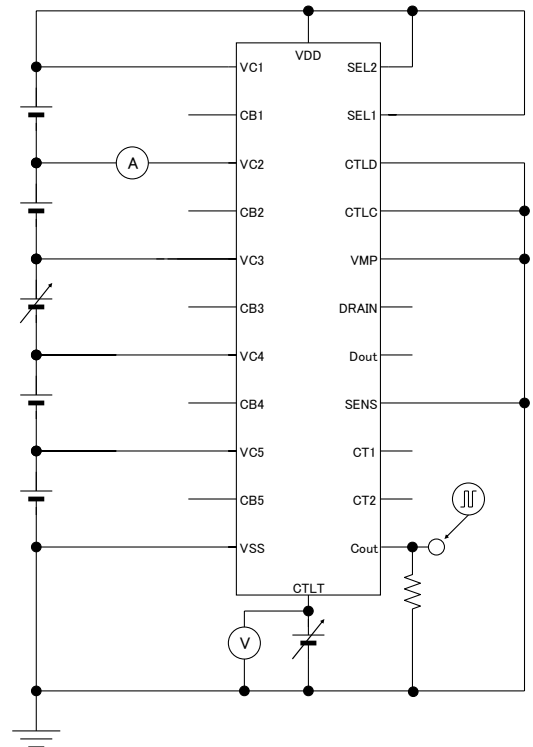 VDD
VC1 SEL2
CB1 SEL1
A VC2 CTLD
CB2 CTLC
VC3 VMP
CB3 DRAIN
VC4 Dout
CB4 SENS
VC5 CT1
CB5 CT2
VSS Cout
CTLT
V